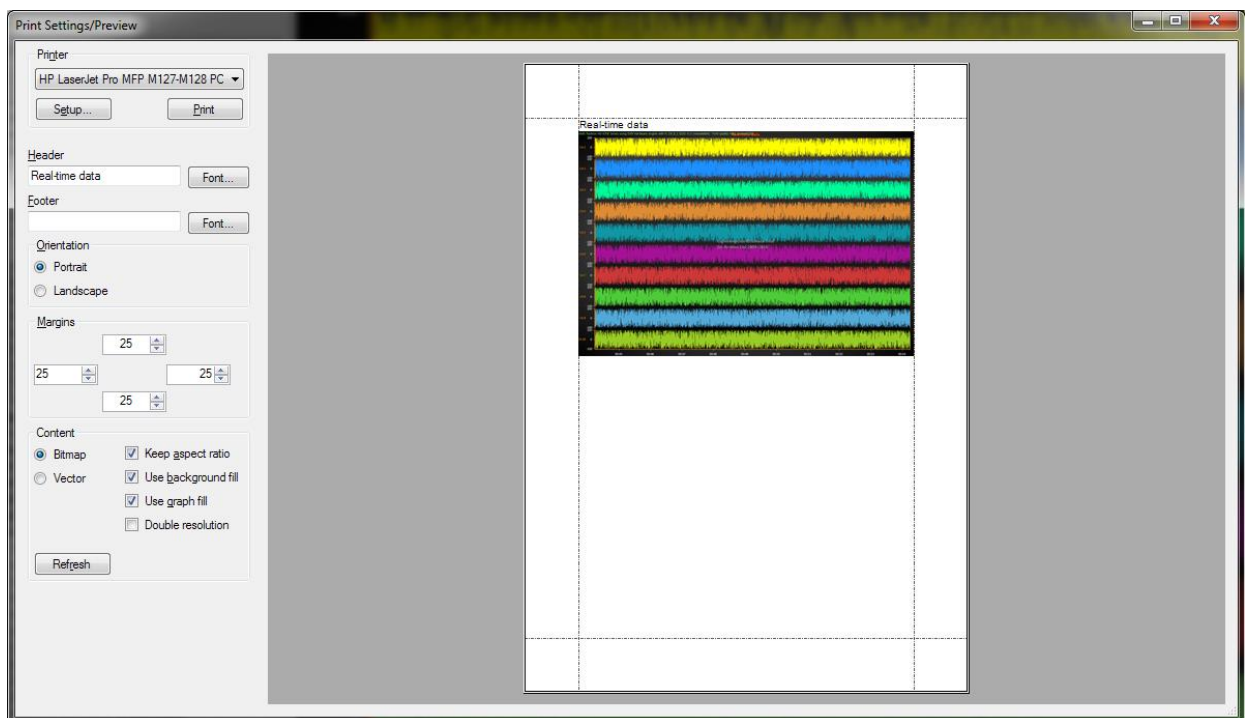 Print Settings/Preview
Printer
HP LaserJet Pro MFP M127-M128 PC
Setup...
Print
Header
Real-time data
Font...
Footer
Font...
Orientation
Portrait
Landscape
Margins
25
25
25
25
Content
Bitmap
Keep aspect ratio
Vector
Use background fill
Use graph fill
Double resolution
Refresh
Real-time data